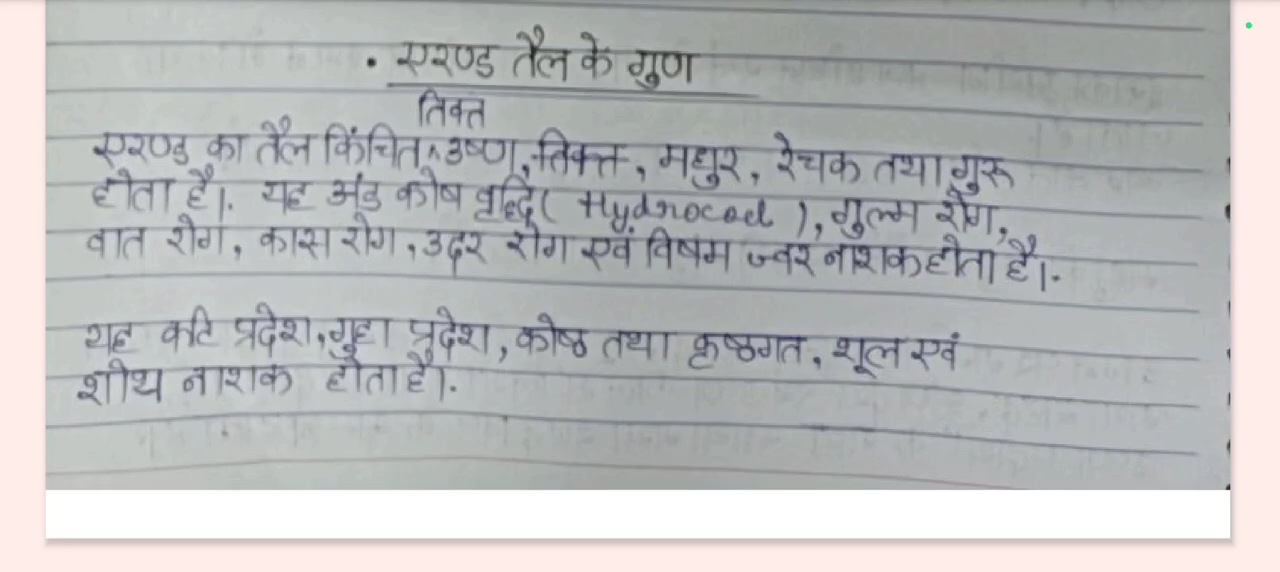 • एरण्ड तैल के गुण
तिक्त
एरण्ड का तैल किंचित^उष्ण, तिक्त, मधुर, रेचक तथा गुरू
होता है। यह अंड कोष वृद्धि ( Hydrocoel ), गुल्म रोग,
वात रोग, कास रोग, उदर रोग एवं विषम ज्वर नाशक होता है।.
यह कटि प्रदेश, गुहा प्रदेश, कोष्ठ तथा कृष्ठगत, शूल एवं
शोथ नाशक होता है।.